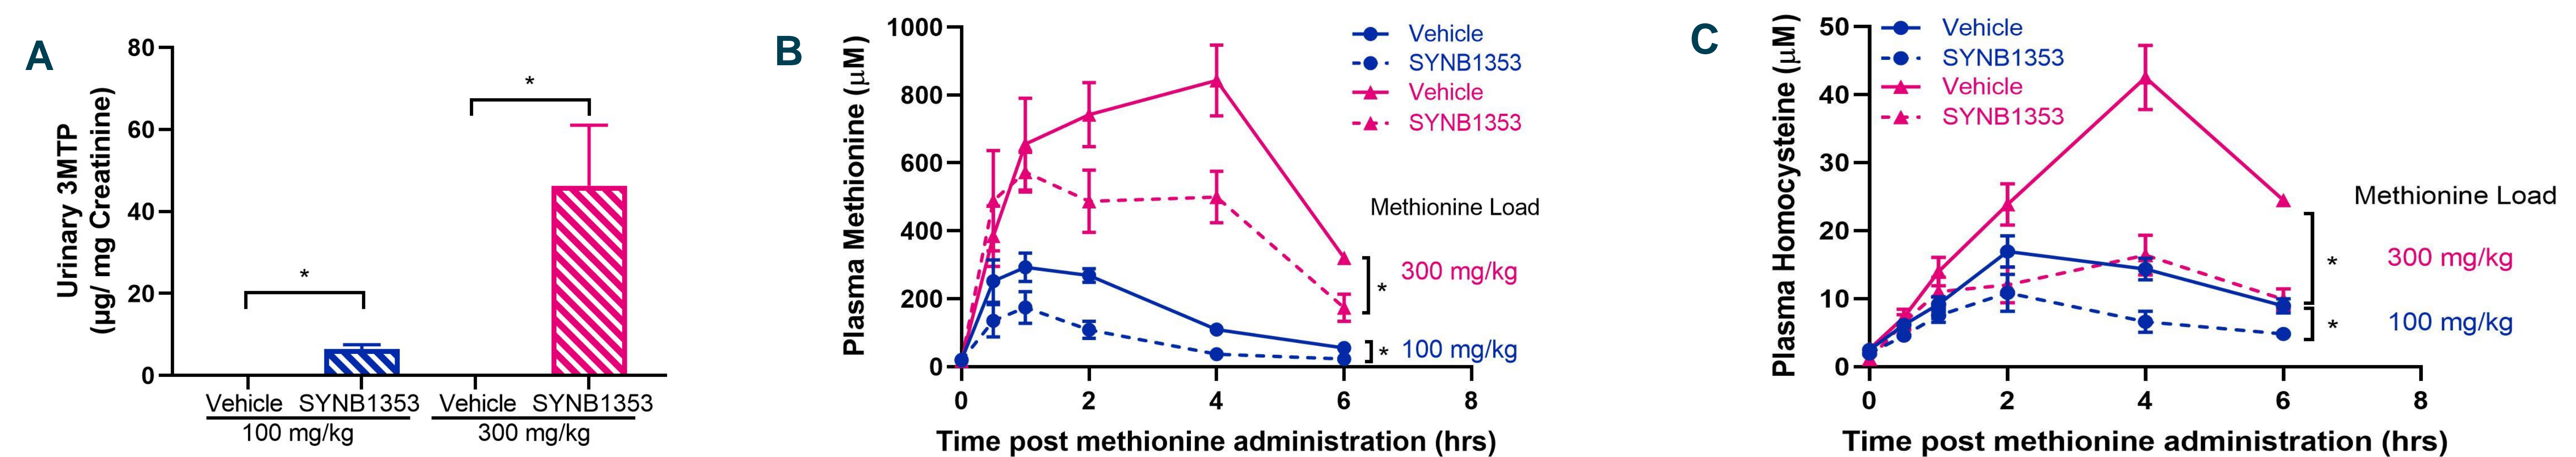 A
Urinary 3MTP
(µg/ mg Creatinine)
80
60
40
20
0
*
*
Vehicle SYNB1353 Vehicle SYNB1353
100 mg/kg 300 mg/kg
B
Plasma Methionine (µM)
1000
800
600
400
200
0
0 2 4 6 8
Time post methionine administration (hrs)
Vehicle
SYNB1353
Vehicle
SYNB1353
Methionine Load
* 300 mg/kg
* 100 mg/kg
C
Plasma Homocysteine (µM)
50
40
30
20
10
0
0 2 4 6 8
Time post methionine administration (hrs)
Vehicle
SYNB1353
Vehicle
SYNB1353
Methionine Load
* 300 mg/kg
* 100 mg/kg